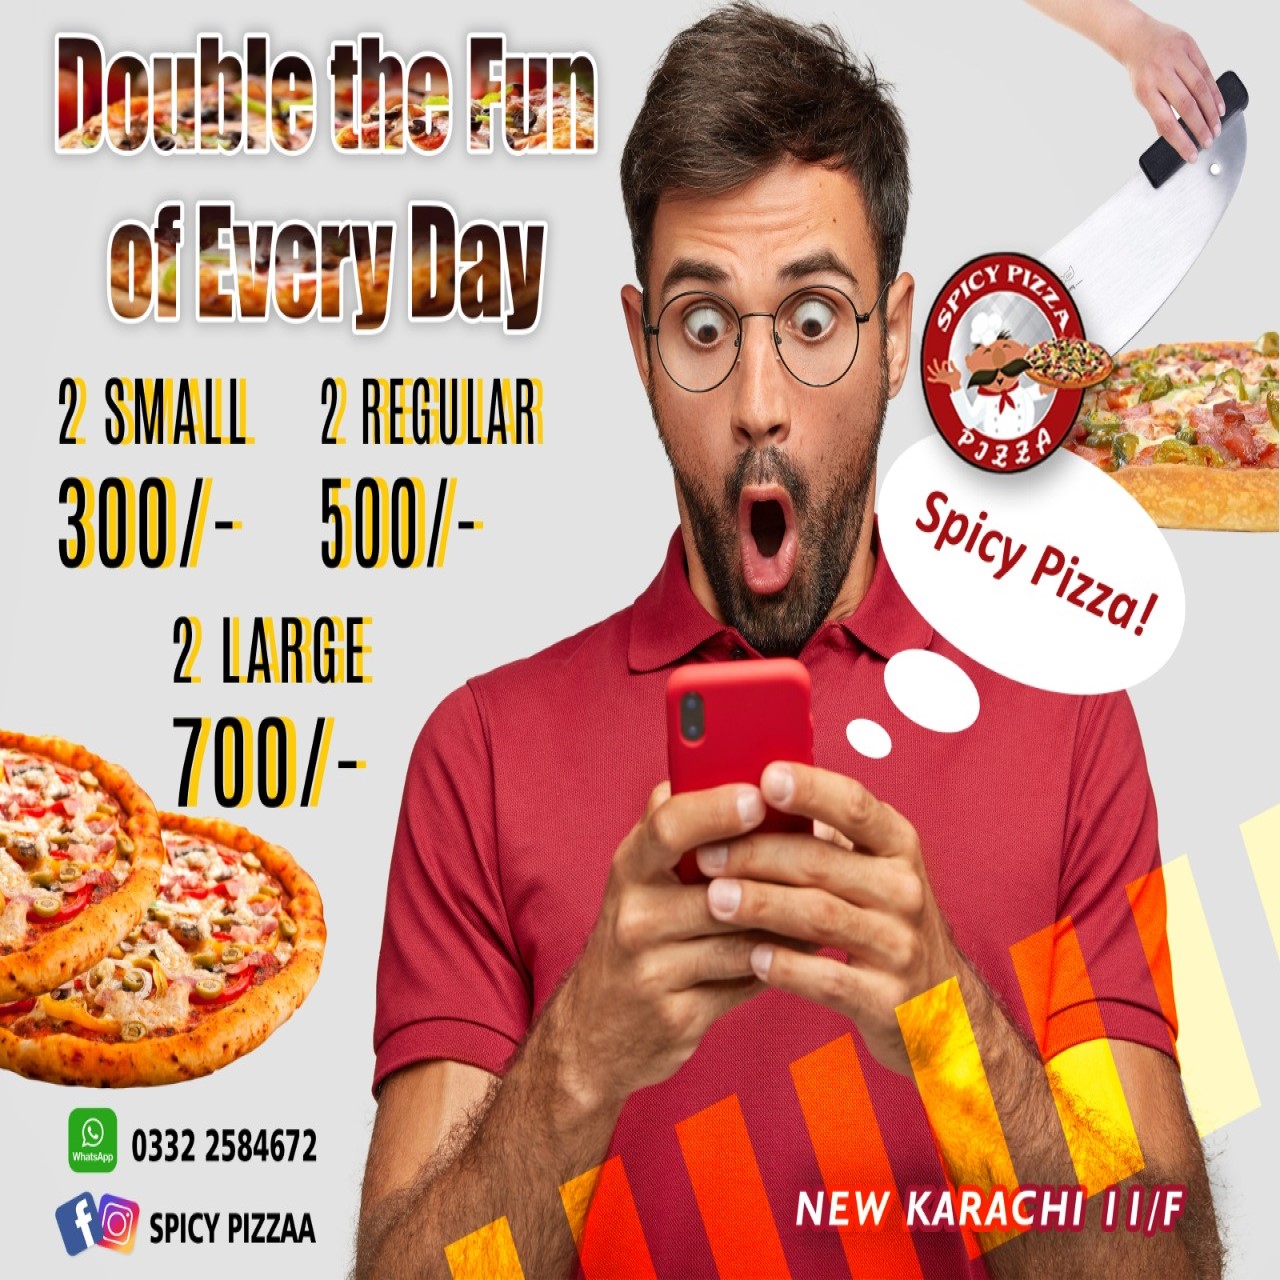 Double the Fun
of Every Day
2 SMALL
300/-
2 REGULAR
500/-
2 LARGE
700/-
SPICY PIZZA
PIZZA
Spicy Pizza!
WhatsApp
0332 2584672
SPICY PIZZAA
NEW KARACHI 11/F